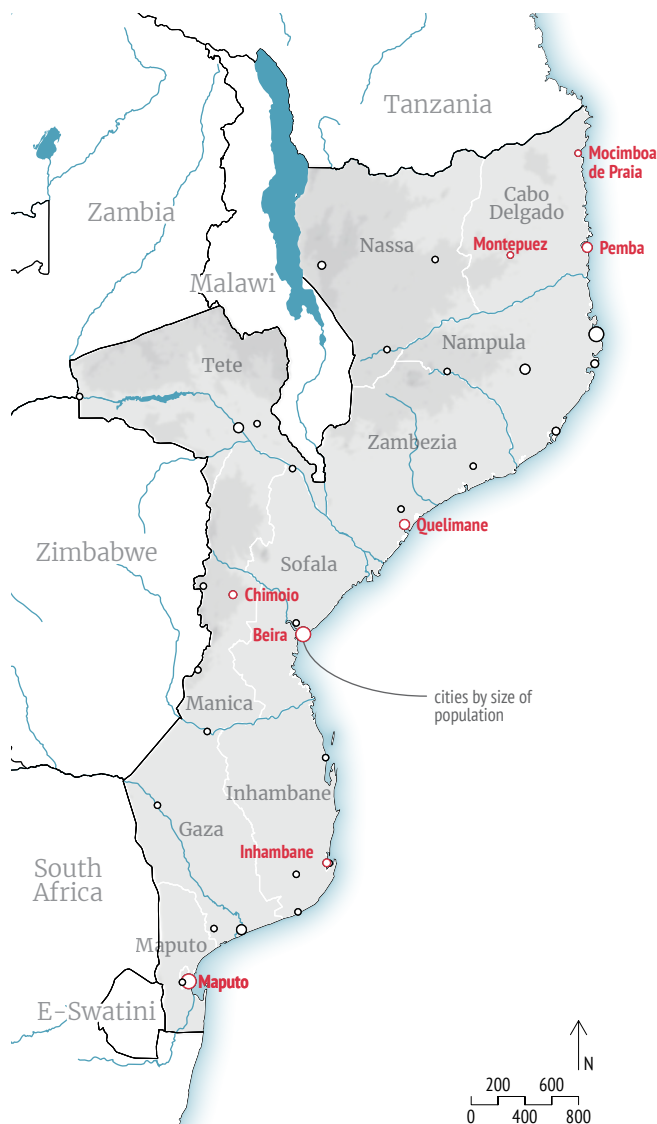 Tanzania
Mocimboa
de Praia
Cabo
Delgado
Zambia
Nassa
Montepuez
Pemba
Malawi
Nampula
Tete
Zambezia
Quelimane
Zimbabwe
Sofala
Chimoio
Beira
cities by size of
population
Manica
Inhambane
Gaza
Inhambane
South
Africa
Maputo
Maputo
E-Swatini
N
200 600
0 400 800